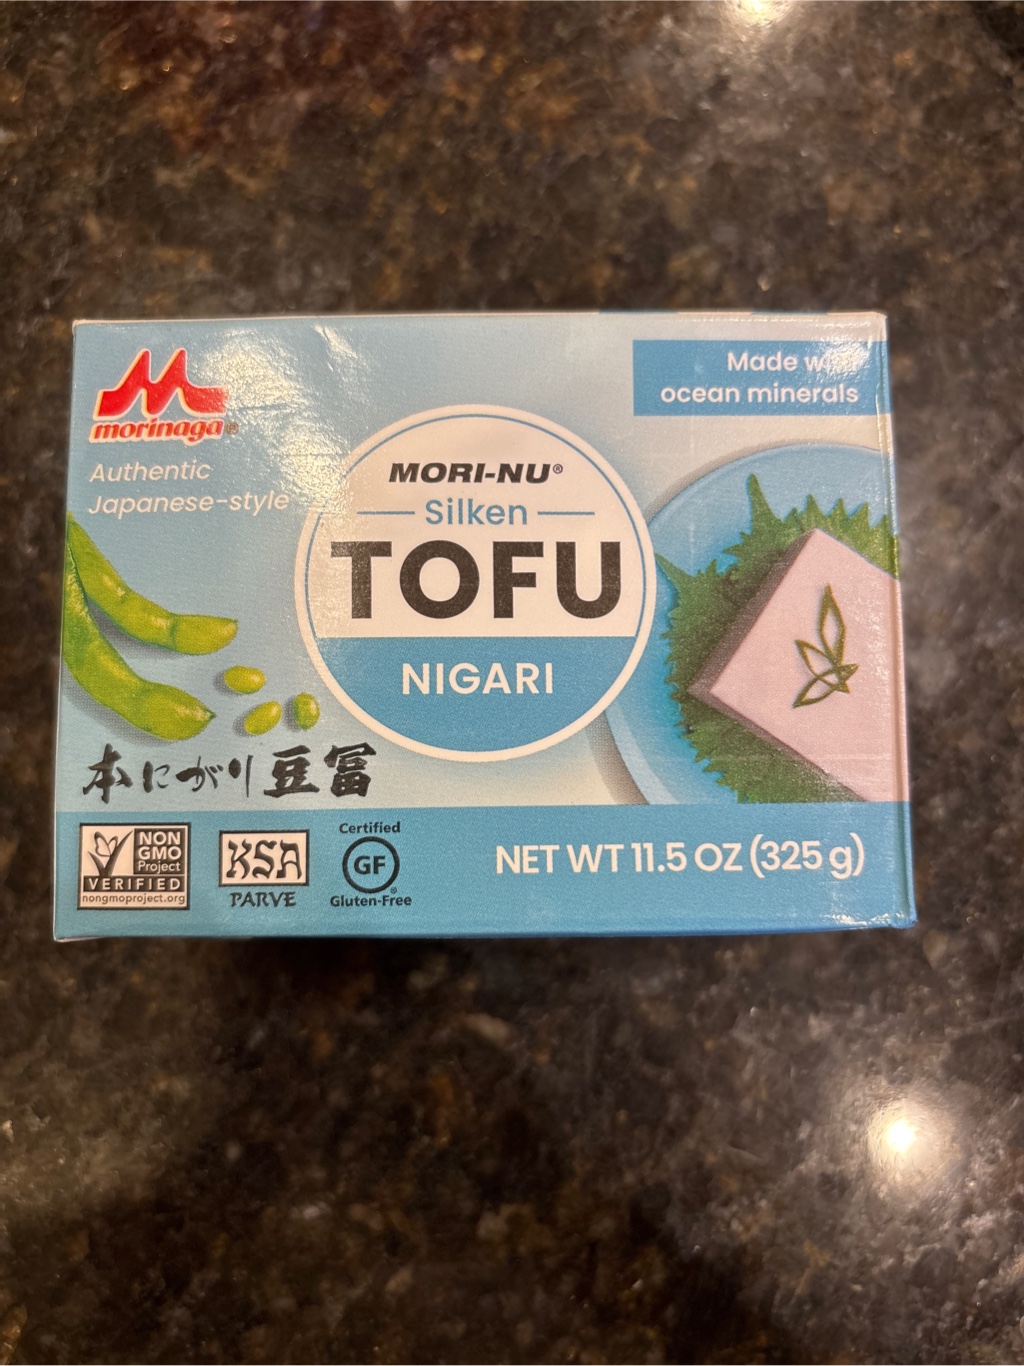 morinaga®
Authentic
Japanese-style
Made with
ocean minerals
MORI-NU®
Silken
TOFU
NIGARI
本にがり豆富
NON
GMO
Project
VERIFIED
nongmoproject.org
KSA
PARVE
Certified
GF
®
Gluten-Free
NET WT 11.5 OZ (325 g)